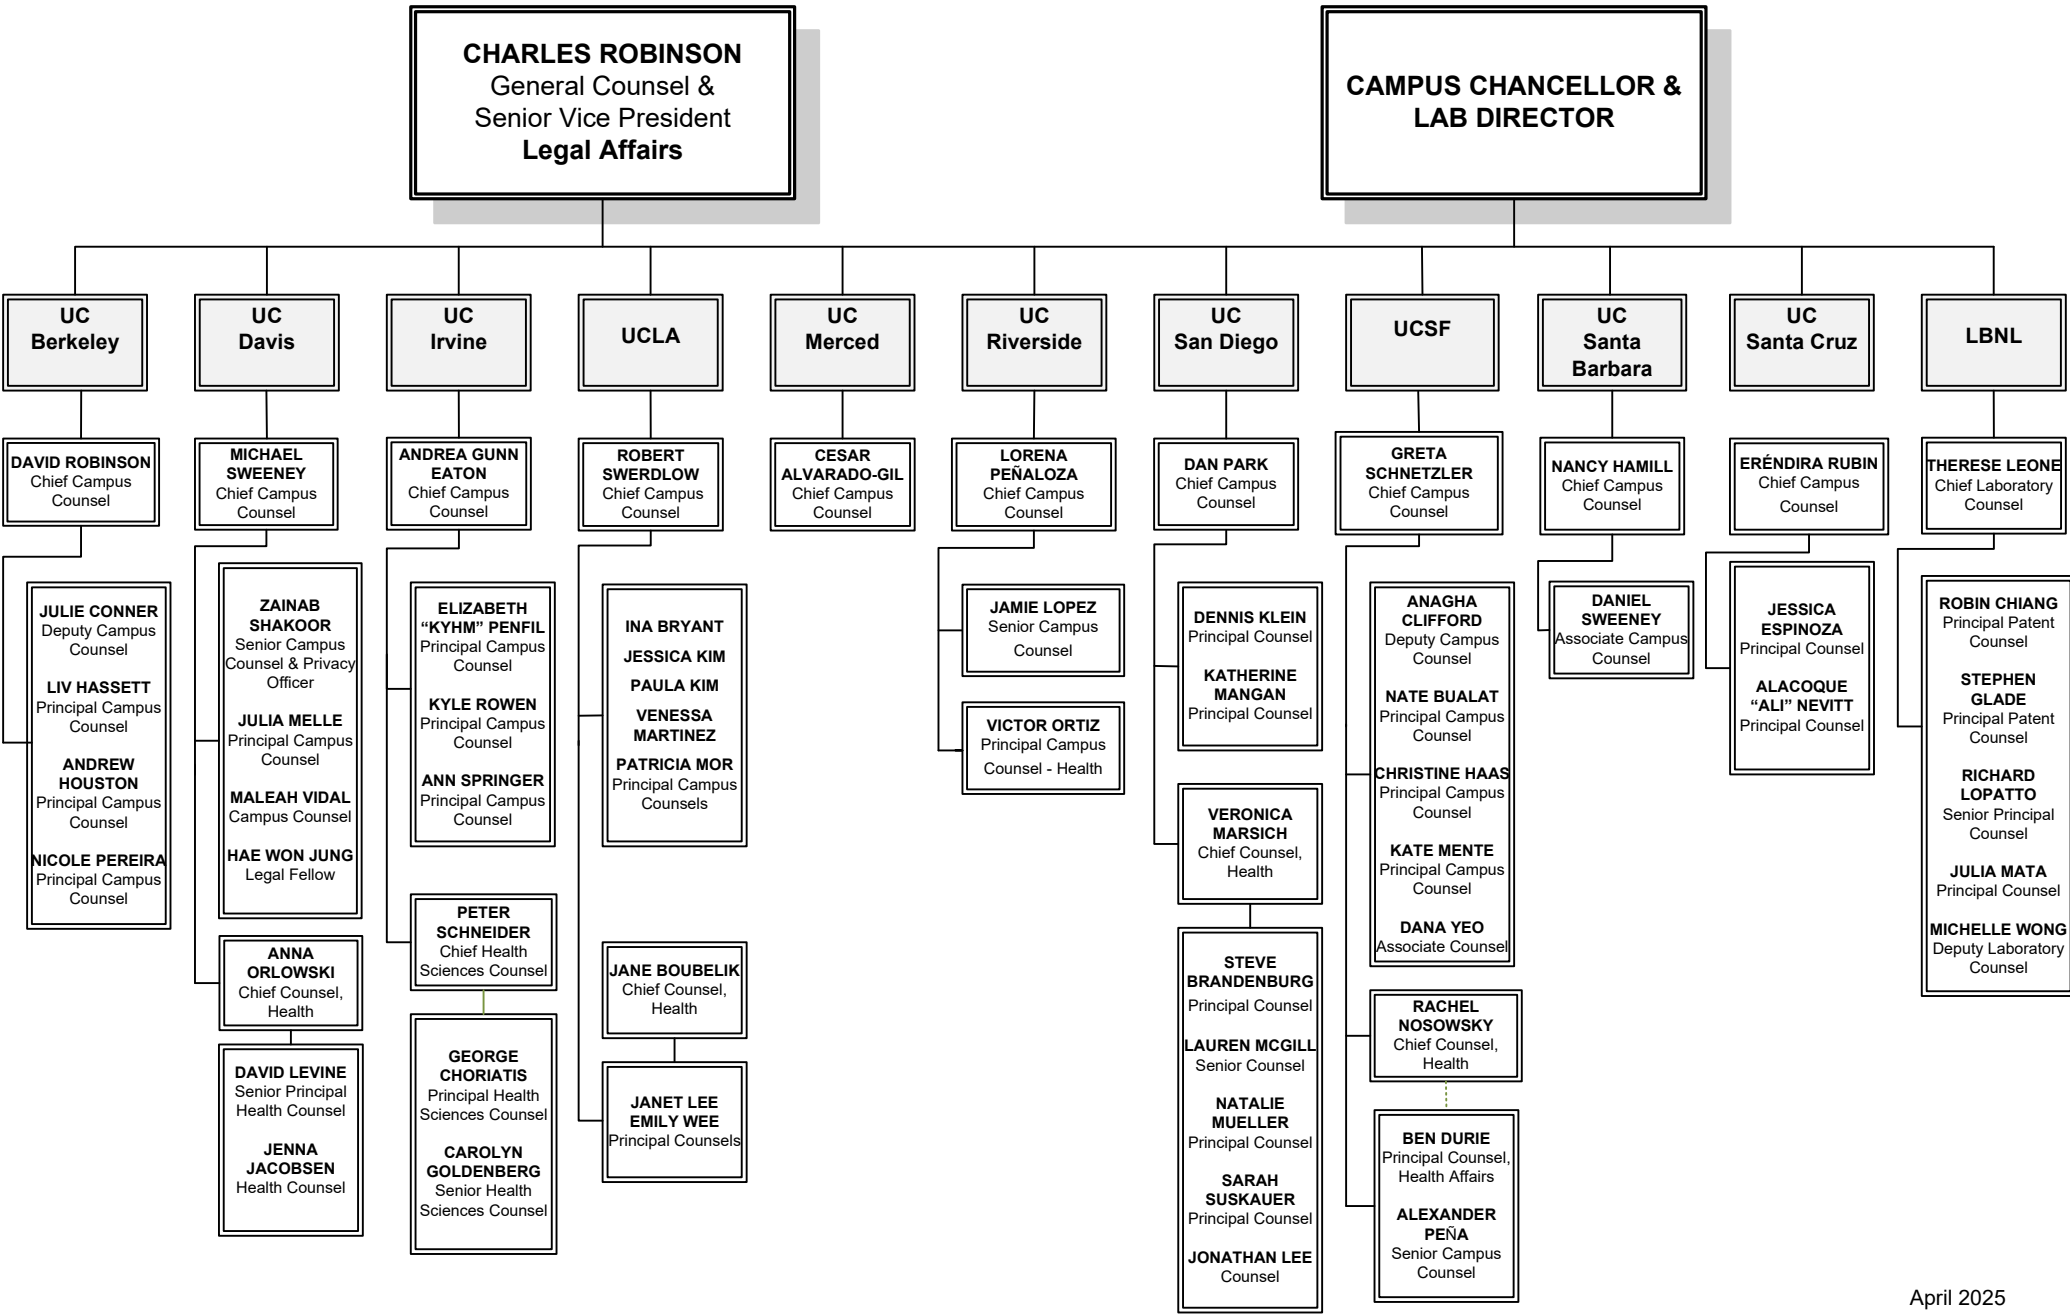 CHARLES ROBINSON
General Counsel &
Senior Vice President
Legal Affairs
CAMPUS CHANCELLOR &
LAB DIRECTOR
UC
Berkeley
UC
Davis
UC
Irvine
UCLA
UC
Merced
UC
Riverside
UC
San Diego
UCSF
UC
Santa
Barbara
UC
Santa Cruz
LBNL
DAVID ROBINSON
Chief Campus
Counsel
MICHAEL
SWEENEY
Chief Campus
Counsel
ANDREA GUNN
EATON
Chief Campus
Counsel
ROBERT
SWERDLOW
Chief Campus
Counsel
CESAR
ALVARADO-GIL
Chief Campus
Counsel
LORENA
PEÑALOZA
Chief Campus
Counsel
DAN PARK
Chief Campus
Counsel
GRETA
SCHNETZLER
Chief Campus
Counsel
NANCY HAMILL
Chief Campus
Counsel
ERÉNDIRA RUBIN
Chief Campus
Counsel
THERESE LEONE
Chief Laboratory
Counsel
JULIE CONNER
Deputy Campus
Counsel
LIV HASSETT
Principal Campus
Counsel
ANDREW
HOUSTON
Principal Campus
Counsel
NICOLE PEREIRA
Principal Campus
Counsel
ZAINAB
SHAKOOR
Senior Campus
Counsel & Privacy
Officer
JULIA MELLE
Principal Campus
Counsel
MALEAH VIDAL
Campus Counsel
HAE WON JUNG
Legal Fellow
ANNA
ORLOWSKI
Chief Counsel,
Health
DAVID LEVINE
Senior Principal
Health Counsel
JENNA
JACOBSEN
Health Counsel
ELIZABETH
“KYHM” PENFIL
Principal Campus
Counsel
KYLE ROWEN
Principal Campus
Counsel
ANN SPRINGER
Principal Campus
Counsel
PETER
SCHNEIDER
Chief Health
Sciences Counsel
GEORGE
CHORIATIS
Principal Health
Sciences Counsel
CAROLYN
GOLDENBERG
Senior Health
Sciences Counsel
INA BRYANT
JESSICA KIM
PAULA KIM
VENESSA
MARTINEZ
PATRICIA MOR
Principal Campus
Counsels
JANE BOUBELIK
Chief Counsel,
Health
JANET LEE
EMILY WEE
Principal Counsels
JAMIE LOPEZ
Senior Campus
Counsel
VICTOR ORTIZ
Principal Campus
Counsel - Health
DENNIS KLEIN
Principal Counsel
KATHERINE
MANGAN
Principal Counsel
VERONICA
MARSICH
Chief Counsel,
Health
STEVE
BRANDENBURG
Principal Counsel
LAUREN MCGILL
Senior Counsel
NATALIE
MUELLER
Principal Counsel
SARAH
SUSKAUER
Principal Counsel
JONATHAN LEE
Counsel
ANAGHA
CLIFFORD
Deputy Campus
Counsel
NATE BUALAT
Principal Campus
Counsel
CHRISTINE HAAS
Principal Campus
Counsel
KATE MENTE
Principal Campus
Counsel
DANA YEO
Associate Counsel
RACHEL
NOSOWSKY
Chief Counsel,
Health
BEN DURIE
Principal Counsel,
Health Affairs
ALEXANDER
PEÑA
Senior Campus
Counsel
DANIEL
SWEENEY
Associate Campus
Counsel
JESSICA
ESPINOZA
Principal Counsel
ALACOQUE
“ALI” NEVITT
Principal Counsel
ROBIN CHIANG
Principal Patent
Counsel
STEPHEN
GLADE
Principal Patent
Counsel
RICHARD
LOPATTO
Senior Principal
Counsel
JULIA MATA
Principal Counsel
MICHELLE WONG
Deputy Laboratory
Counsel
April 2025